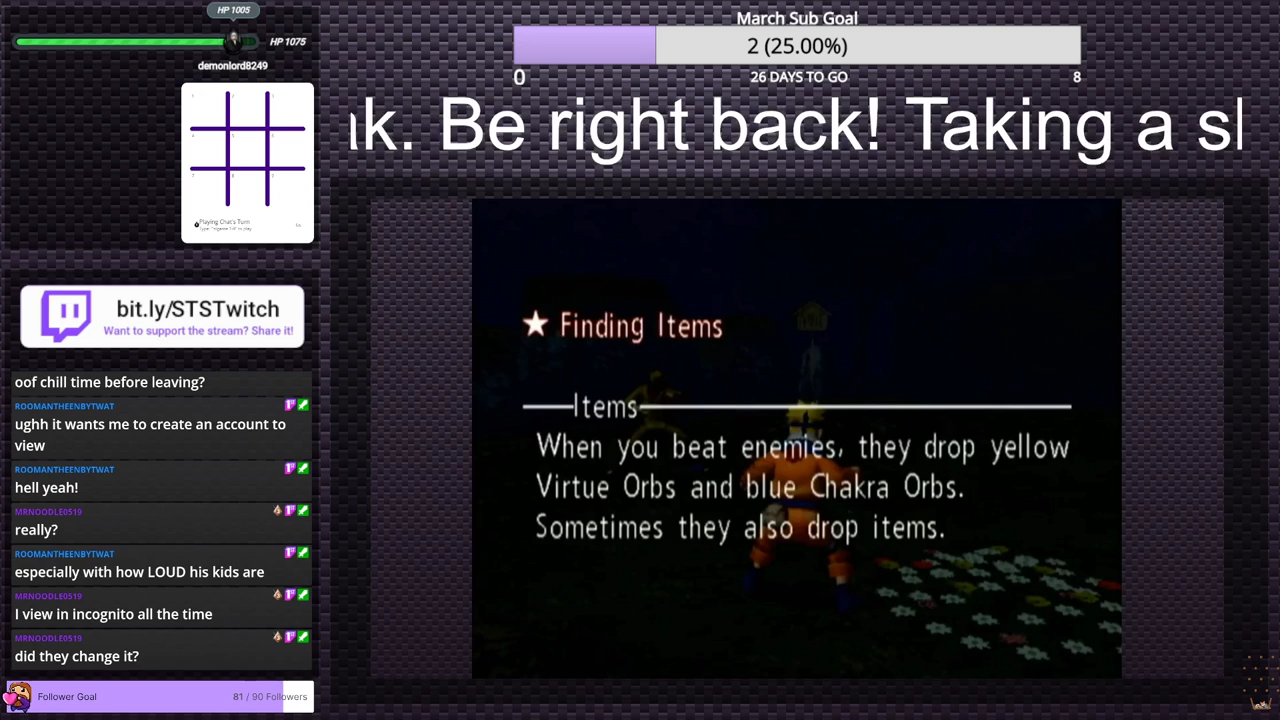 HP 1005
HP 1075
demonlord8249
Playing Chat's Turn
March Sub Goal
2 (25.00%)
0
26 DAYS TO GO
8
k. Be right back! Taking a sl
bit.ly/STSTwitch
Want to support the stream? Share it!
oof chill time before leaving?
ROOMANTHEENBYTWAT
ughh it wants me to create an account to
view
ROOMANTHEENBYTWAT
hell yeah!
MRNOODLE0519
really?
ROOMANTHEENBYTWAT
especially with how LOUD his kids are
MRNOODLE0519
I view in incognito all the time
MRNOODLE0519
did they change it?
Follower Goal
81 / 90 Followers
★ Finding Items
Items
When you beat enemies, they drop yellow
Virtue Orbs and blue Chakra Orbs.
Sometimes they also drop items.